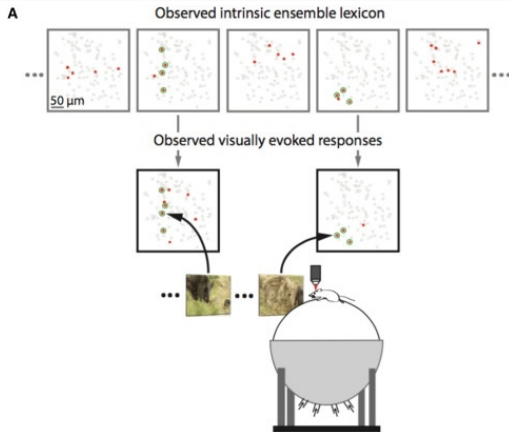 A
Observed intrinsic ensemble lexicon
50 µm
Observed visually evoked responses